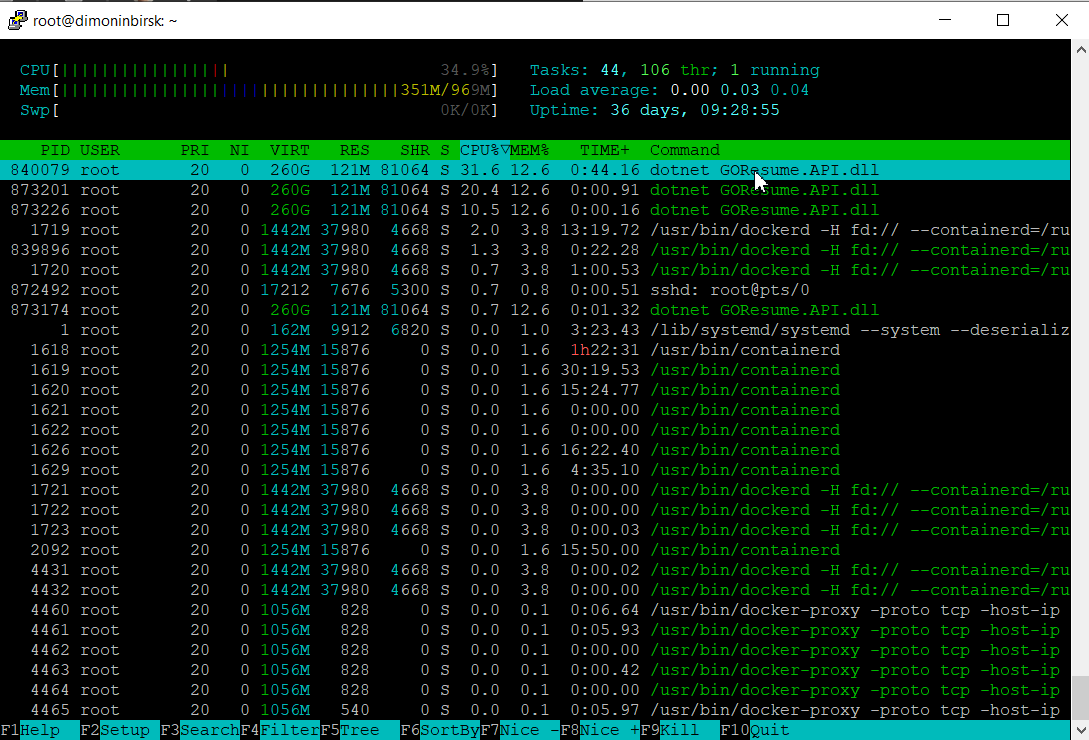 root@dimoninbirsk: ~
CPU[|||||||||||||||||| 34.9%] Tasks: 44, 106 thr; 1 running
Mem[||||||||||||||||||||||||||||||||||351M/969M] Load average: 0.00 0.03 0.04
Swp[ 0K/0K] Uptime: 36 days, 09:28:55
PID USER PRI NI VIRT RES SHR S CPU%▽MEM% TIME+ Command
840079 root 20 0 260G 121M 81064 S 31.6 12.6 0:44.16 dotnet GOResume.API.dll
873201 root 20 0 260G 121M 81064 S 20.4 12.6 0:00.91 dotnet GOResume.API.dll
873226 root 20 0 260G 121M 81064 S 10.5 12.6 0:00.16 dotnet GOResume.API.dll
1719 root 20 0 1442M 37980 4668 S 2.0 3.8 13:19.72 /usr/bin/dockerd -H fd:// --containerd=/ru
839896 root 20 0 1442M 37980 4668 S 1.3 3.8 0:22.28 /usr/bin/dockerd -H fd:// --containerd=/ru
1720 root 20 0 1442M 37980 4668 S 0.7 3.8 1:00.53 /usr/bin/dockerd -H fd:// --containerd=/ru
872492 root 20 0 17212 7676 5300 S 0.7 0.8 0:00.51 sshd: root@pts/0
873174 root 20 0 260G 121M 81064 S 0.7 12.6 0:01.32 dotnet GOResume.API.dll
1 root 20 0 162M 9912 6820 S 0.0 1.0 3:23.43 /lib/systemd/systemd --system --deserializ
1618 root 20 0 1254M 15876 0 S 0.0 1.6 1h22:31 /usr/bin/containerd
1619 root 20 0 1254M 15876 0 S 0.0 1.6 30:19.53 /usr/bin/containerd
1620 root 20 0 1254M 15876 0 S 0.0 1.6 15:24.77 /usr/bin/containerd
1621 root 20 0 1254M 15876 0 S 0.0 1.6 0:00.00 /usr/bin/containerd
1622 root 20 0 1254M 15876 0 S 0.0 1.6 0:00.00 /usr/bin/containerd
1626 root 20 0 1254M 15876 0 S 0.0 1.6 16:22.40 /usr/bin/containerd
1629 root 20 0 1254M 15876 0 S 0.0 1.6 4:35.10 /usr/bin/containerd
1721 root 20 0 1442M 37980 4668 S 0.0 3.8 0:00.00 /usr/bin/dockerd -H fd:// --containerd=/ru
1722 root 20 0 1442M 37980 4668 S 0.0 3.8 0:00.00 /usr/bin/dockerd -H fd:// --containerd=/ru
1723 root 20 0 1442M 37980 4668 S 0.0 3.8 0:00.03 /usr/bin/dockerd -H fd:// --containerd=/ru
2092 root 20 0 1254M 15876 0 S 0.0 1.6 15:50.00 /usr/bin/containerd
4431 root 20 0 1442M 37980 4668 S 0.0 3.8 0:00.02 /usr/bin/dockerd -H fd:// --containerd=/ru
4432 root 20 0 1442M 37980 4668 S 0.0 3.8 0:00.00 /usr/bin/dockerd -H fd:// --containerd=/ru
4460 root 20 0 1056M 828 0 S 0.0 0.1 0:06.64 /usr/bin/docker-proxy -proto tcp -host-ip
4461 root 20 0 1056M 828 0 S 0.0 0.1 0:05.93 /usr/bin/docker-proxy -proto tcp -host-ip
4462 root 20 0 1056M 828 0 S 0.0 0.1 0:00.00 /usr/bin/docker-proxy -proto tcp -host-ip
4463 root 20 0 1056M 828 0 S 0.0 0.1 0:00.42 /usr/bin/docker-proxy -proto tcp -host-ip
4464 root 20 0 1056M 828 0 S 0.0 0.1 0:00.00 /usr/bin/docker-proxy -proto tcp -host-ip
4465 root 20 0 1056M 540 0 S 0.0 0.1 0:05.97 /usr/bin/docker-proxy -proto tcp -host-ip
F1Help F2Setup F3SearchF4FilterF5Tree F6SortByF7Nice -F8Nice +F9Kill F10Quit